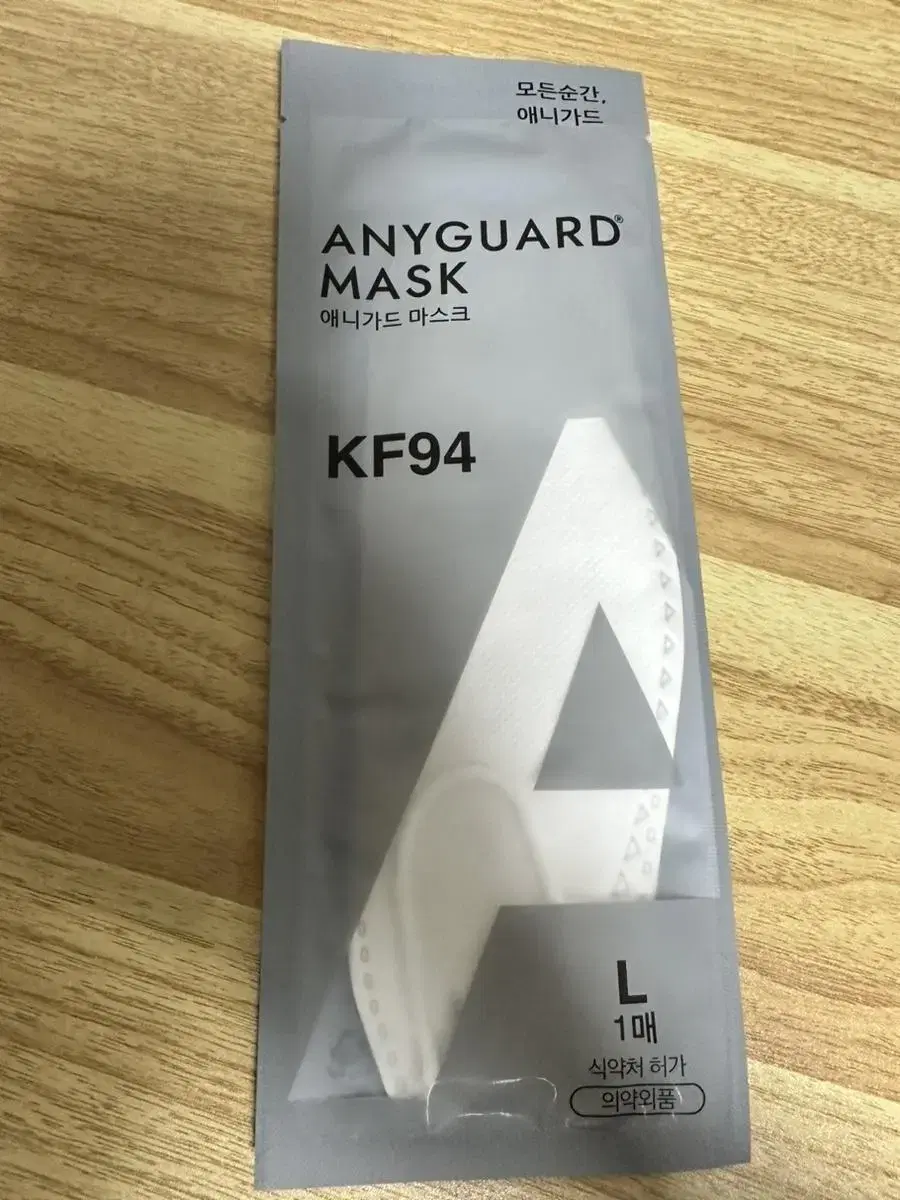 모든순간,
애니가드
ANYGUARD®
MASK
애니가드 마스크
KF94
L
1매
식약처 허가
의약외품